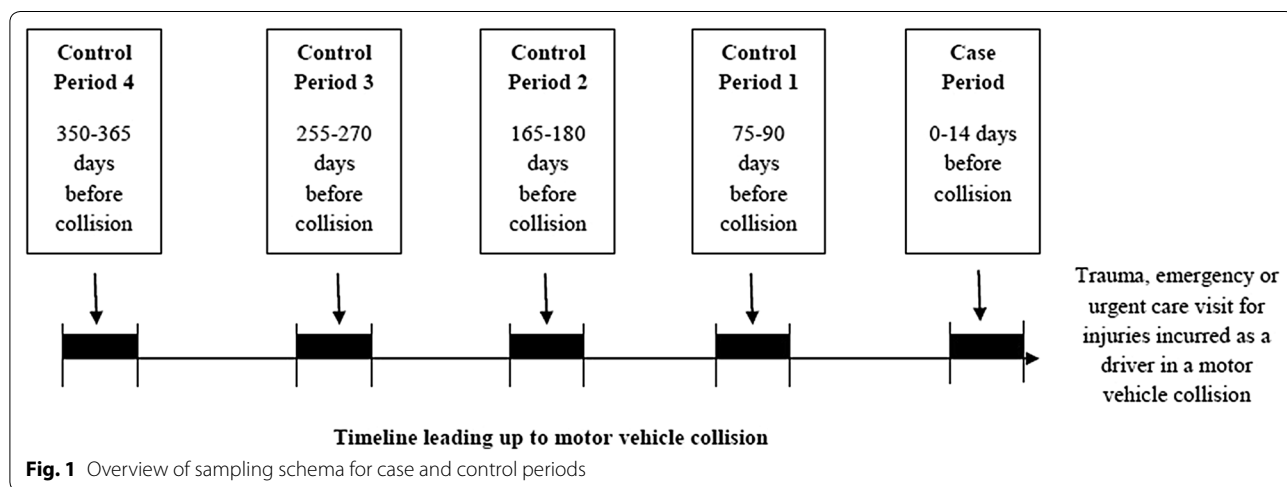 Control
Period 4
350-365
days
before
collision
Control
Period 3
255-270
days
before
collision
Control
Period 2
165-180
days
before
collision
Control
Period 1
75-90
days
before
collision
Case
Period
0-14 days
before
collision
Trauma, emergency or
urgent care visit for
injuries incurred as a
driver in a motor
vehicle collision
Timeline leading up to motor vehicle collision
Fig. 1 Overview of sampling schema for case and control periods